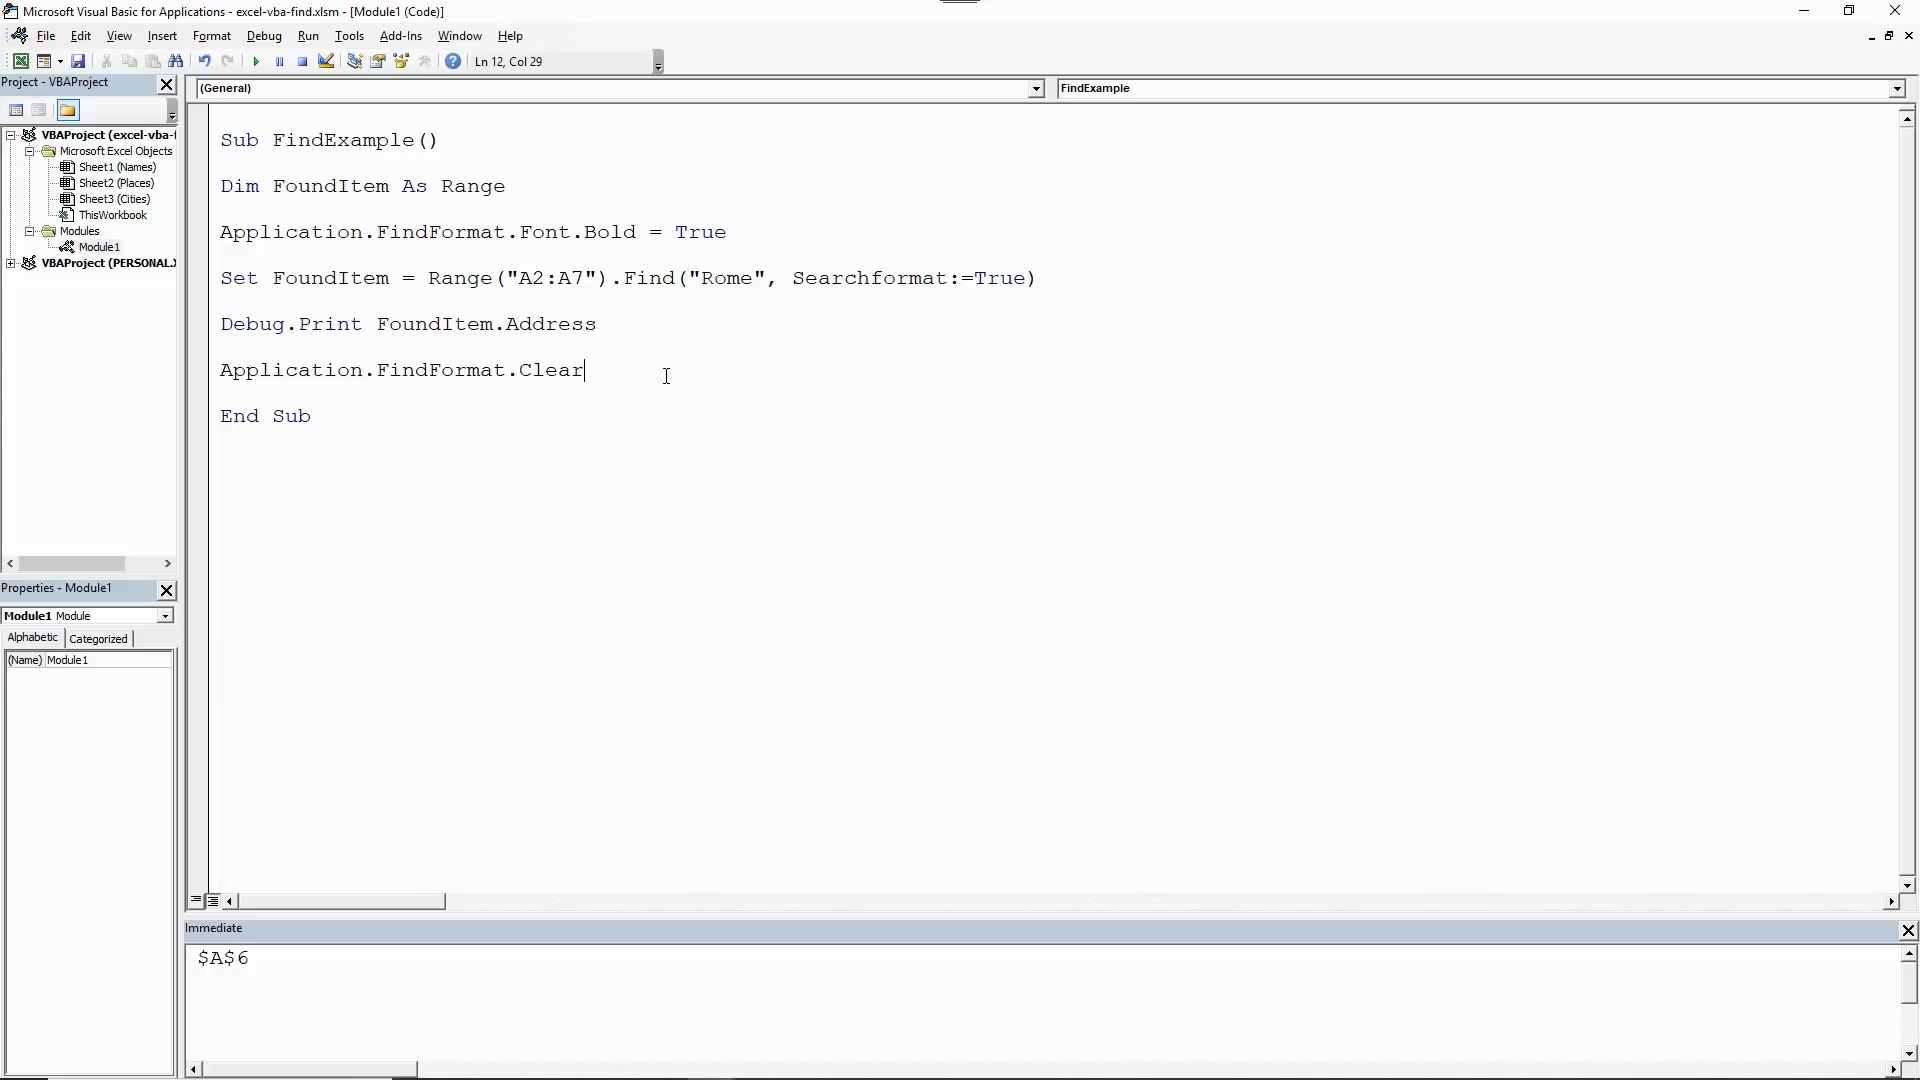 Microsoft Visual Basic for Applications - excel-vba-find.xlsm - [Module1 (Code)]
File Edit View Insert Format Debug Run Tools Add-Ins Window Help
Ln 12, Col 29
Project - VBAProject
(General)
FindExample
VBAProject (excel-vba-f
Microsoft Excel Objects
Sheet1 (Names)
Sheet2 (Places)
Sheet3 (Cities)
ThisWorkbook
Modules
Module1
VBAProject (PERSONAL.X
Sub FindExample()
Dim FoundItem As Range
Application.FindFormat.Font.Bold = True
Set FoundItem = Range("A2:A7").Find("Rome", Searchformat:=True)
Debug.Print FoundItem.Address
Application.FindFormat.Clear
End Sub
Properties - Module1
Module1 Module
Alphabetic Categorized
(Name) Module1
Immediate
$A$6